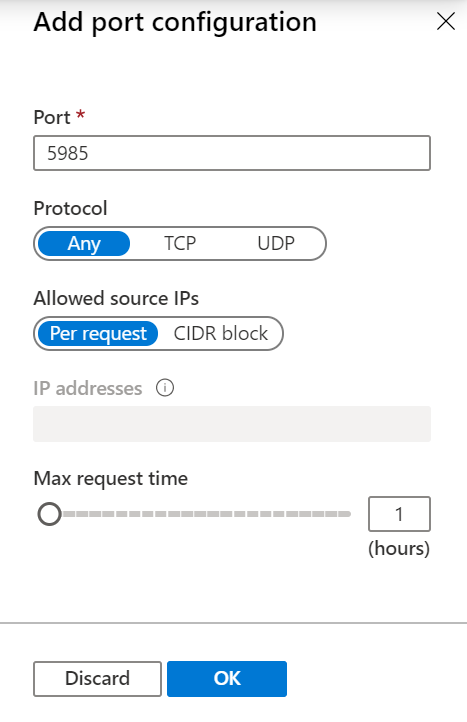 Add port configuration
Port *
5985
Protocol
Any TCP UDP
Allowed source IPs
Per request CIDR block
IP addresses
Max request time
1
(hours)
Discard OK